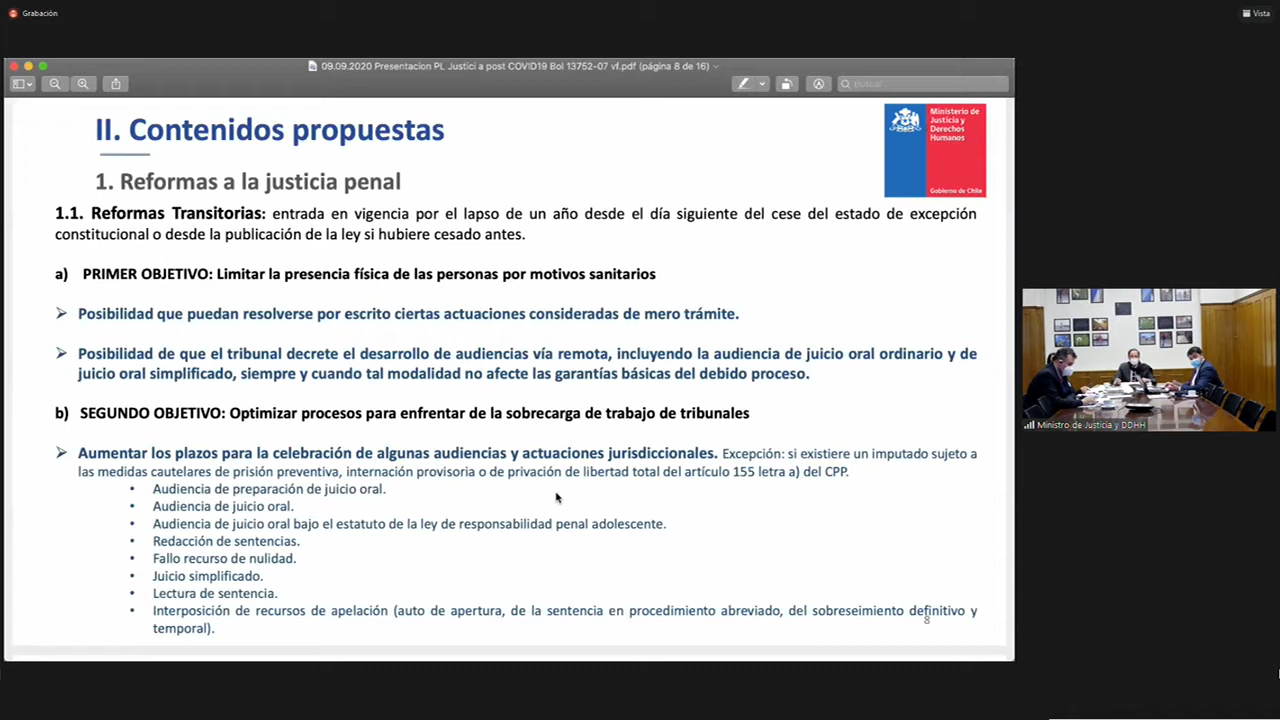 Grabación
Vista
09.09.2020 Presentacion PL Justici a post COVID19 Bol 13752-07 vf.pdf (página 8 de 16)
Buscar
II. Contenidos propuestas
Ministerio de
Justicia y
Derechos
Humanos
Gobierno de Chile
1. Reformas a la justicia penal
1.1. Reformas Transitorias: entrada en vigencia por el lapso de un año desde el día siguiente del cese del estado de excepción
constitucional o desde la publicación de la ley si hubiere cesado antes.
a) PRIMER OBJETIVO: Limitar la presencia física de las personas por motivos sanitarios
Posibilidad que puedan resolverse por escrito ciertas actuaciones consideradas de mero trámite.
Posibilidad de que el tribunal decrete el desarrollo de audiencias vía remota, incluyendo la audiencia de juicio oral ordinario y de
juicio oral simplificado, siempre y cuando tal modalidad no afecte las garantías básicas del debido proceso.
b) SEGUNDO OBJETIVO: Optimizar procesos para enfrentar de la sobrecarga de trabajo de tribunales
Aumentar los plazos para la celebración de algunas audiencias y actuaciones jurisdiccionales. Excepción: si existiere un imputado sujeto a
las medidas cautelares de prisión preventiva, internación provisoria o de privación de libertad total del artículo 155 letra a) del CPP.
• Audiencia de preparación de juicio oral.
• Audiencia de juicio oral.
• Audiencia de juicio oral bajo el estatuto de la ley de responsabilidad penal adolescente.
• Redacción de sentencias.
• Fallo recurso de nulidad.
• Juicio simplificado.
• Lectura de sentencia.
• Interposición de recursos de apelación (auto de apertura, de la sentencia en procedimiento abreviado, del sobreseimiento definitivo y
temporal).
8
Ministro de Justicia y DDHH